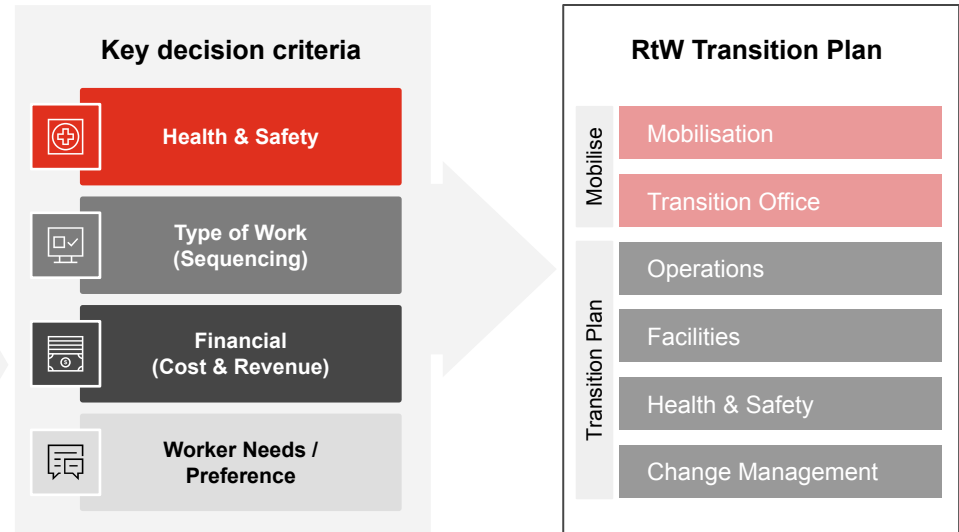 Key decision criteria
Health & Safety
Type of Work
(Sequencing)
Financial
(Cost & Revenue)
Worker Needs /
Preference
RtW Transition Plan
Mobilise
Mobilisation
Transition Office
Transition Plan
Operations
Facilities
Health & Safety
Change Management